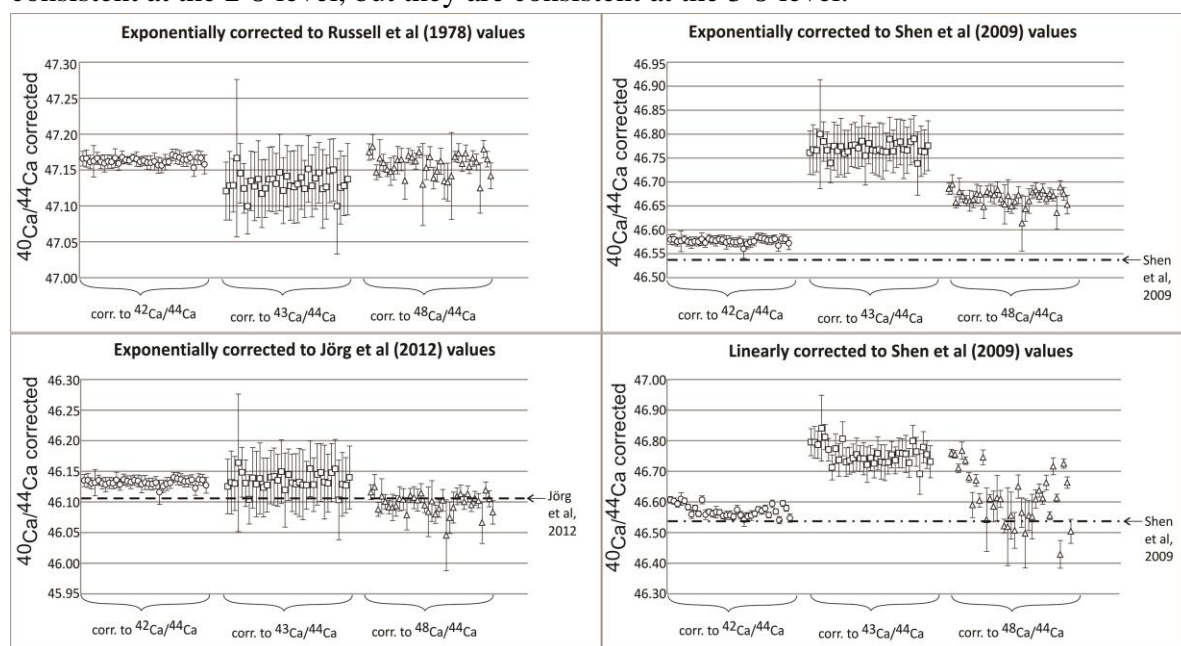 consistent at the 2-δ level, but they are consistent at the 3-δ level.
Exponentially corrected to Russell et al (1978) values
⁴⁰Ca/⁴⁴Ca corrected
47.30
47.25
47.20
47.15
47.10
47.05
47.00
corr. to ⁴²Ca/⁴⁴Ca
corr. to ⁴³Ca/⁴⁴Ca
corr. to ⁴⁸Ca/⁴⁴Ca
Exponentially corrected to Shen et al (2009) values
⁴⁰Ca/⁴⁴Ca corrected
46.95
46.90
46.85
46.80
46.75
46.70
46.65
46.60
46.55
46.50
Shen
et al,
2009
corr. to ⁴²Ca/⁴⁴Ca
corr. to ⁴³Ca/⁴⁴Ca
corr. to ⁴⁸Ca/⁴⁴Ca
Exponentially corrected to Jörg et al (2012) values
⁴⁰Ca/⁴⁴Ca corrected
46.30
46.25
46.20
46.15
46.10
46.05
46.00
45.95
Jörg
et al,
2012
corr. to ⁴²Ca/⁴⁴Ca
corr. to ⁴³Ca/⁴⁴Ca
corr. to ⁴⁸Ca/⁴⁴Ca
Linearly corrected to Shen et al (2009) values
⁴⁰Ca/⁴⁴Ca corrected
47.00
46.90
46.80
46.70
46.60
46.50
46.40
46.30
Shen
et al,
2009
corr. to ⁴²Ca/⁴⁴Ca
corr. to ⁴³Ca/⁴⁴Ca
corr. to ⁴⁸Ca/⁴⁴Ca